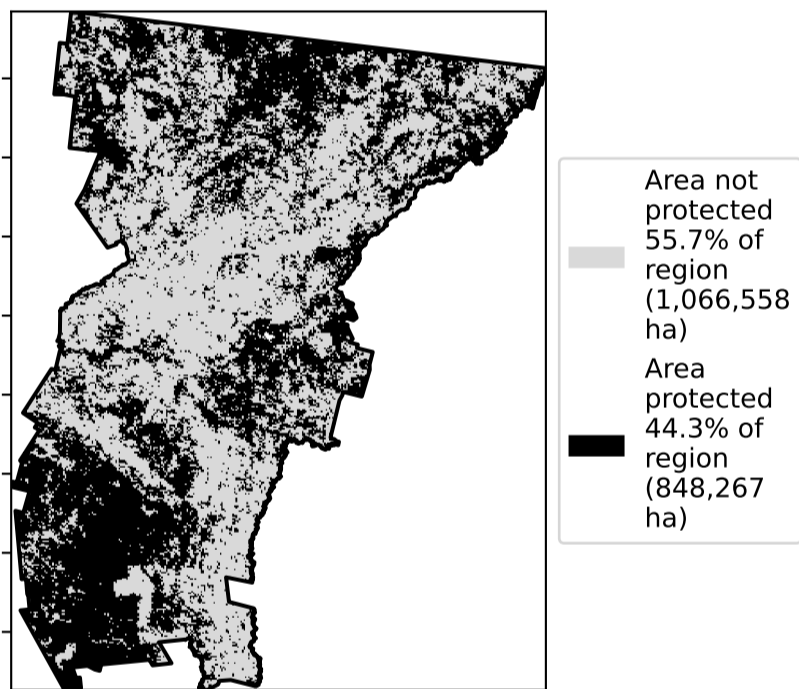 Area not
protected
55.7% of
region
(1,066,558
ha)
Area
protected
44.3% of
region
(848,267
ha)